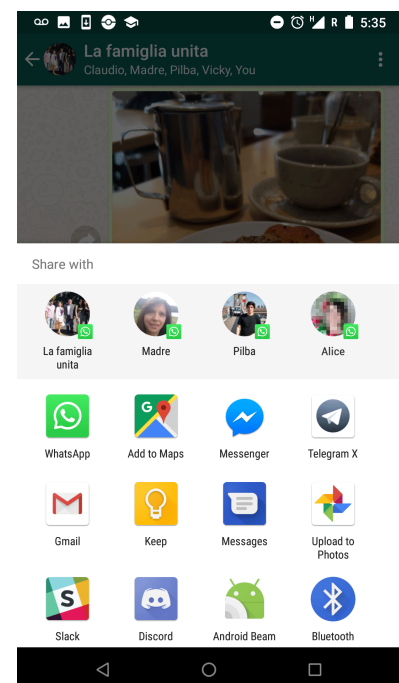 5:35
H
R
La famiglia unita
Claudio, Madre, Pilba, Vicky, You
Share with
La famiglia
unita
Madre
Pilba
Alice
G
WhatsApp
Add to Maps
Messenger
Telegram X
Gmail
Keep
Messages
Upload to
Photos
S
Slack
Discord
Android Beam
Bluetooth